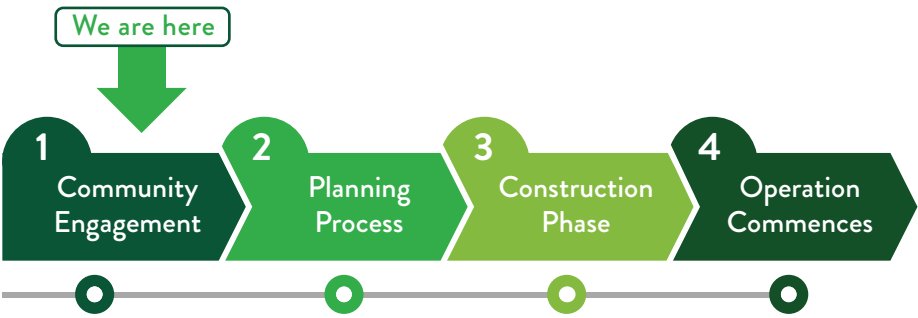 We are here
1
Community
Engagement
2
Planning
Process
3
Construction
Phase
4
Operation
Commences